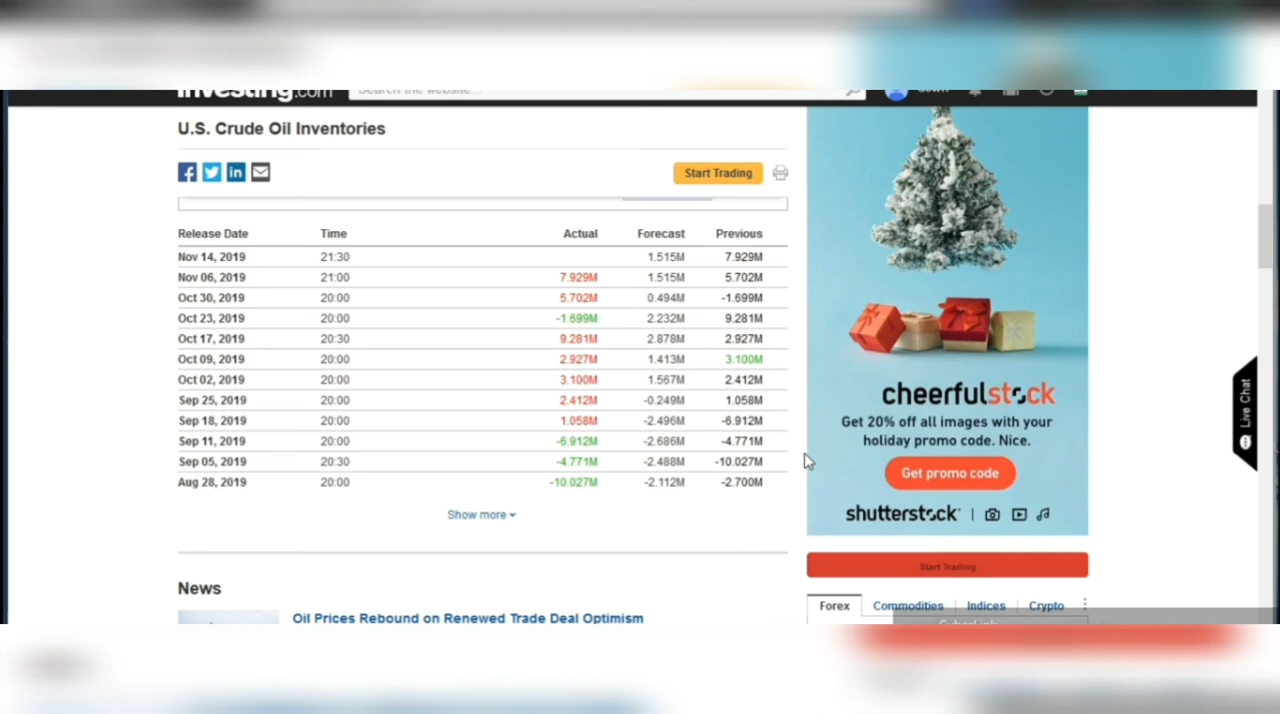 Investing.com
Search the website...
U.S. Crude Oil Inventories
Start Trading
Release Date Time Actual Forecast Previous
Nov 14, 2019 21:30 1.515M 7.929M
Nov 06, 2019 21:00 7.929M 1.515M 5.702M
Oct 30, 2019 20:00 5.702M 0.494M -1.699M
Oct 23, 2019 20:00 -1.699M 2.232M 9.281M
Oct 17, 2019 20:30 9.281M 2.878M 2.927M
Oct 09, 2019 20:00 2.927M 1.413M 3.100M
Oct 02, 2019 20:00 3.100M 1.567M 2.412M
Sep 25, 2019 20:00 2.412M -0.249M 1.058M
Sep 18, 2019 20:00 1.058M -2.496M -6.912M
Sep 11, 2019 20:00 -6.912M -2.686M -4.771M
Sep 05, 2019 20:30 -4.771M -2.488M -10.027M
Aug 28, 2019 20:00 -10.027M -2.112M -2.700M
Show more
News
Oil Prices Rebound on Renewed Trade Deal Optimism
cheerfulstock
Get 20% off all images with your
holiday promo code. Nice.
Get promo code
shutterstock
Start Trading
Forex Commodities Indices Crypto
Live Chat